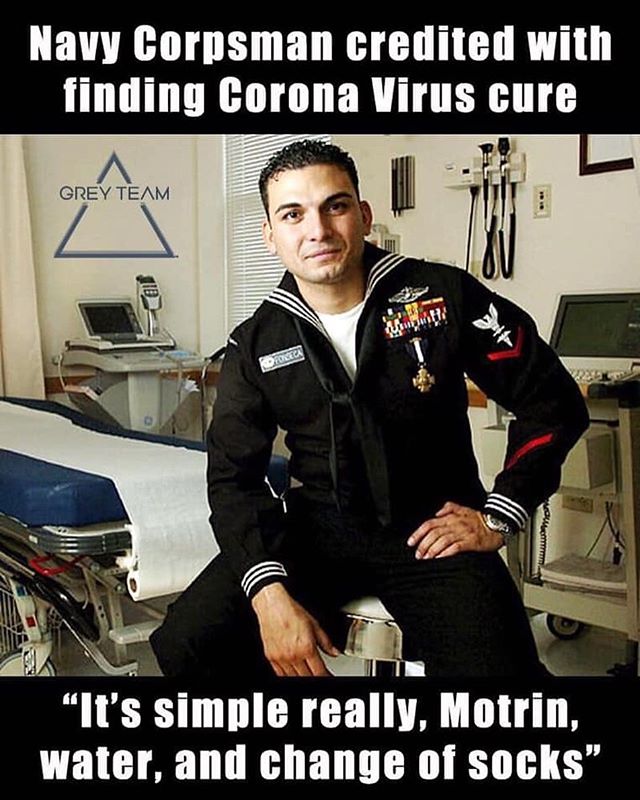 Navy Corpsman credited with
finding Corona Virus cure
GREY TEAM
FONSECA
“It’s simple really, Motrin,
water, and change of socks”